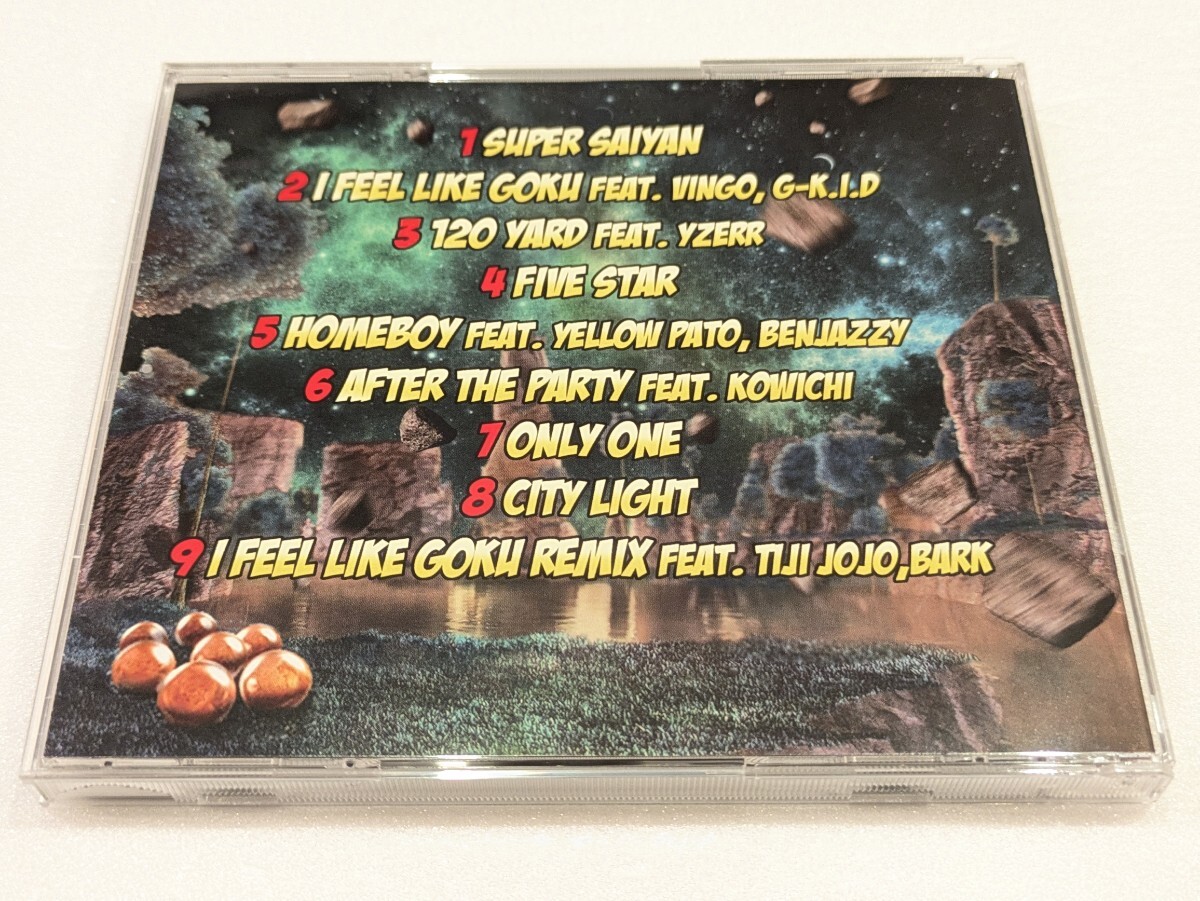 1 SUPER SAIYAN
2 I FEEL LIKE GOKU FEAT. VINGO, G-K.I.D
3 120 YARD FEAT. YZERR
4 FIVE STAR
5 HOMEBOY FEAT. YELLOW PATO, BENJAZZY
6 AFTER THE PARTY FEAT. KOWICHI
7 ONLY ONE
8 CITY LIGHT
9 I FEEL LIKE GOKU REMIX FEAT. TIJI JOJO,BARK